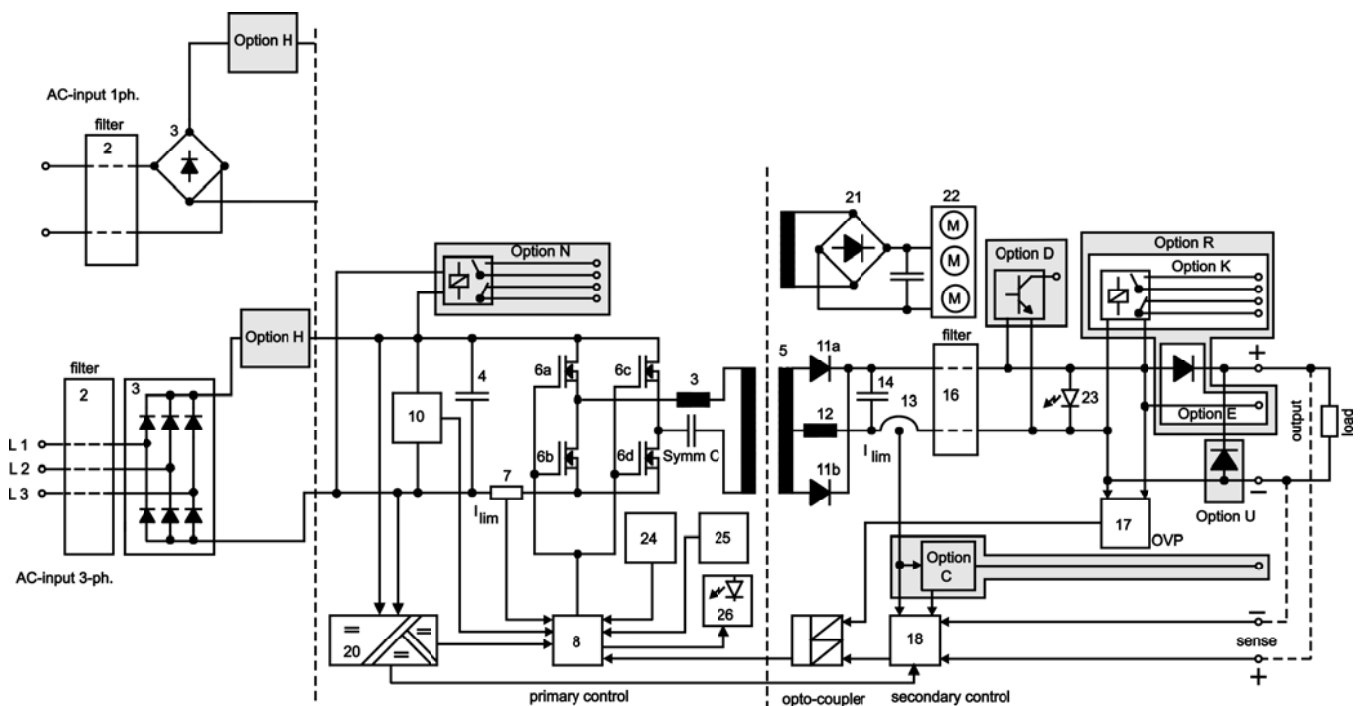 Option H
AC-input 1ph.
filter
2
3
21
22
M
M
M
Option N
Option D
Option R
Option K
Option H
filter
2
3
L 1
L 2
L 3
AC-input 3-ph.
4
10
6a
6c
6b
6d
3
Symm C
7
I lim
5
11a
12
11b
14
13
I lim
filter
16
23
Option E
+
output
load
−
Option U
17
OVP
24
25
26
Option
C
20
8
18
−
sense
+
primary control
opto-coupler
secondary control